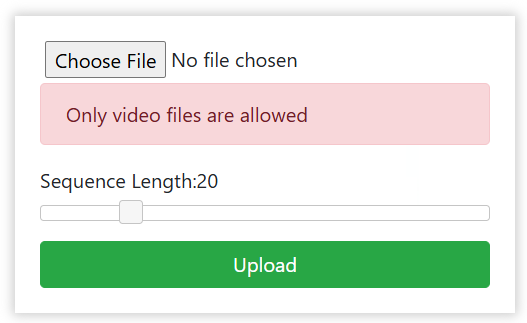 Choose File No file chosen
Only video files are allowed
Sequence Length:20
Upload